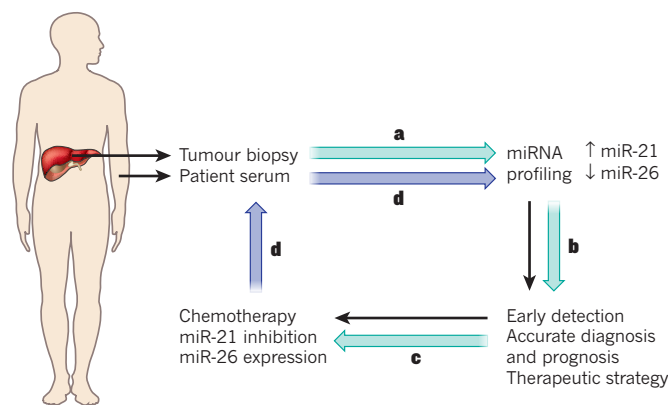 a
Tumour biopsy
Patient serum
miRNA
profiling
↑ miR-21
↓ miR-26
d
b
d
Chemotherapy
miR-21 inhibition
miR-26 expression
Early detection
Accurate diagnosis
and prognosis
Therapeutic strategy
c